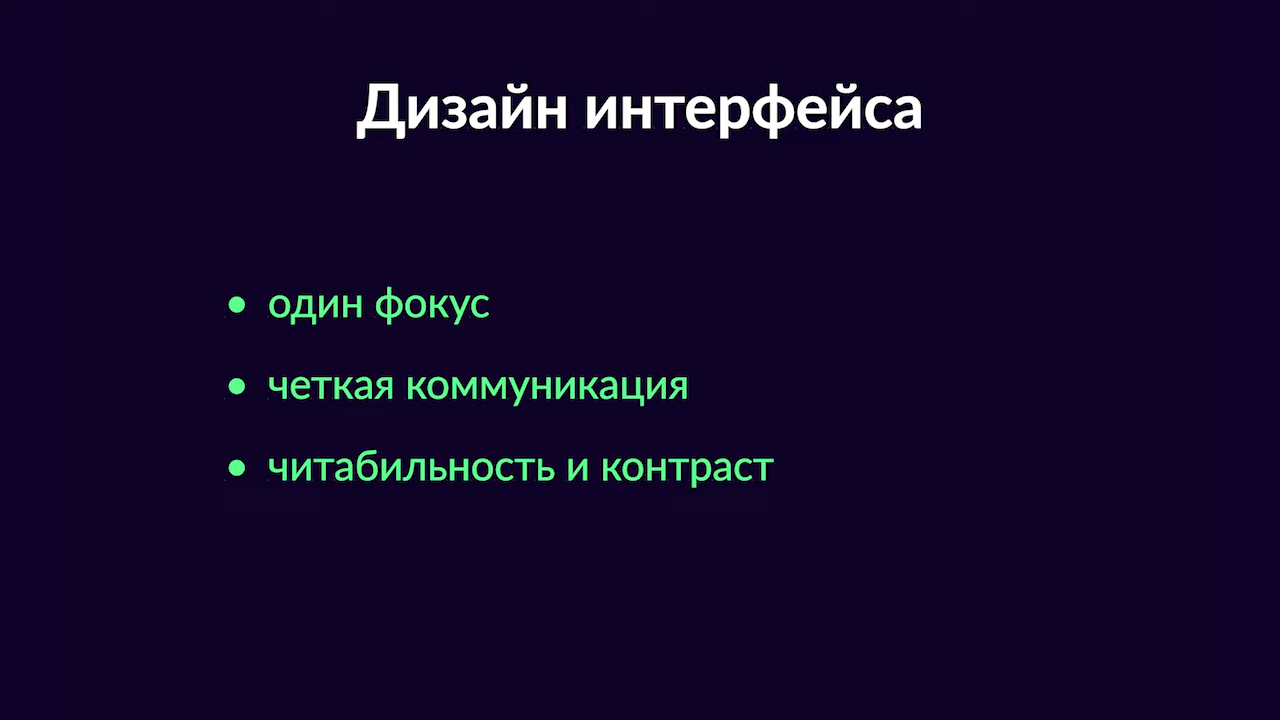 Дизайн интерфейса
• один фокус
• четкая коммуникация
• читабильность и контраст